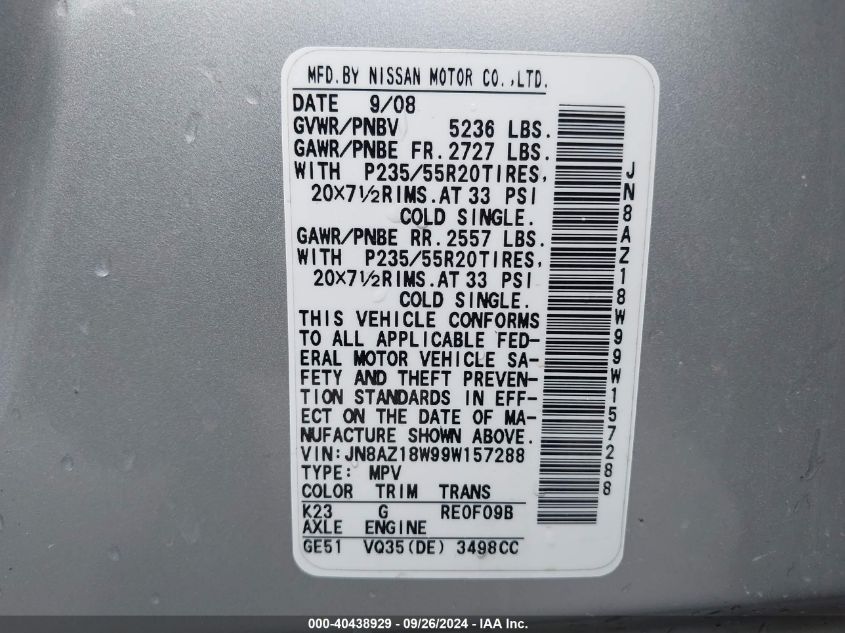 MFD.BY NISSAN MOTOR CO.,LTD.
DATE 9/08
GVWR/PNBV 5236 LBS.
GAWR/PNBE FR.2727 LBS.
WITH P235/55R20TIRES,
20×7½RIMS.AT 33 PSI
COLD SINGLE.
GAWR/PNBE RR.2557 LBS.
WITH P235/55R20TIRES,
20×7½RIMS.AT 33 PSI
COLD SINGLE.
THIS VEHICLE CONFORMS
TO ALL APPLICABLE FED-
ERAL MOTOR VEHICLE SA-
FETY AND THEFT PREVEN-
TION STANDARDS IN EFF-
ECT ON THE DATE OF MA-
NUFACTURE SHOWN ABOVE.
VIN:JN8AZ18W99W157288
TYPE: MPV
COLOR TRIM TRANS
K23 G RE0F09B
AXLE ENGINE
GE51 VQ35(DE) 3498CC
JN8AZ18W99W157288
000-40438929 - 09/26/2024 - IAA Inc.